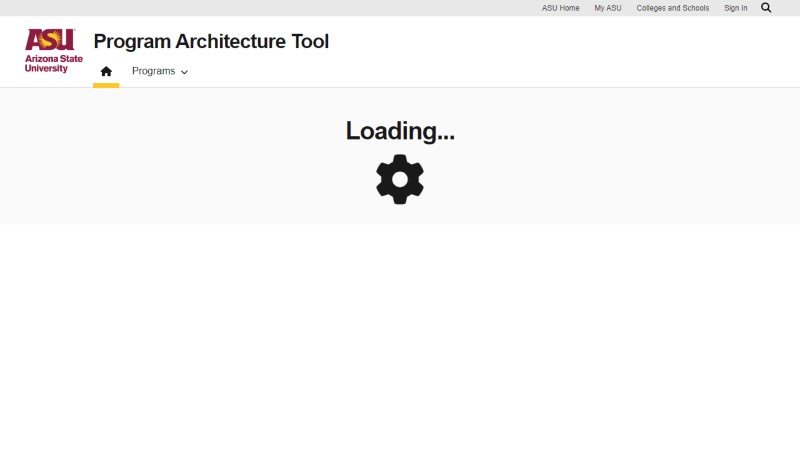 ASU Home My ASU Colleges and Schools Sign In
ASU
Arizona State
University
Program Architecture Tool
Programs
Loading...